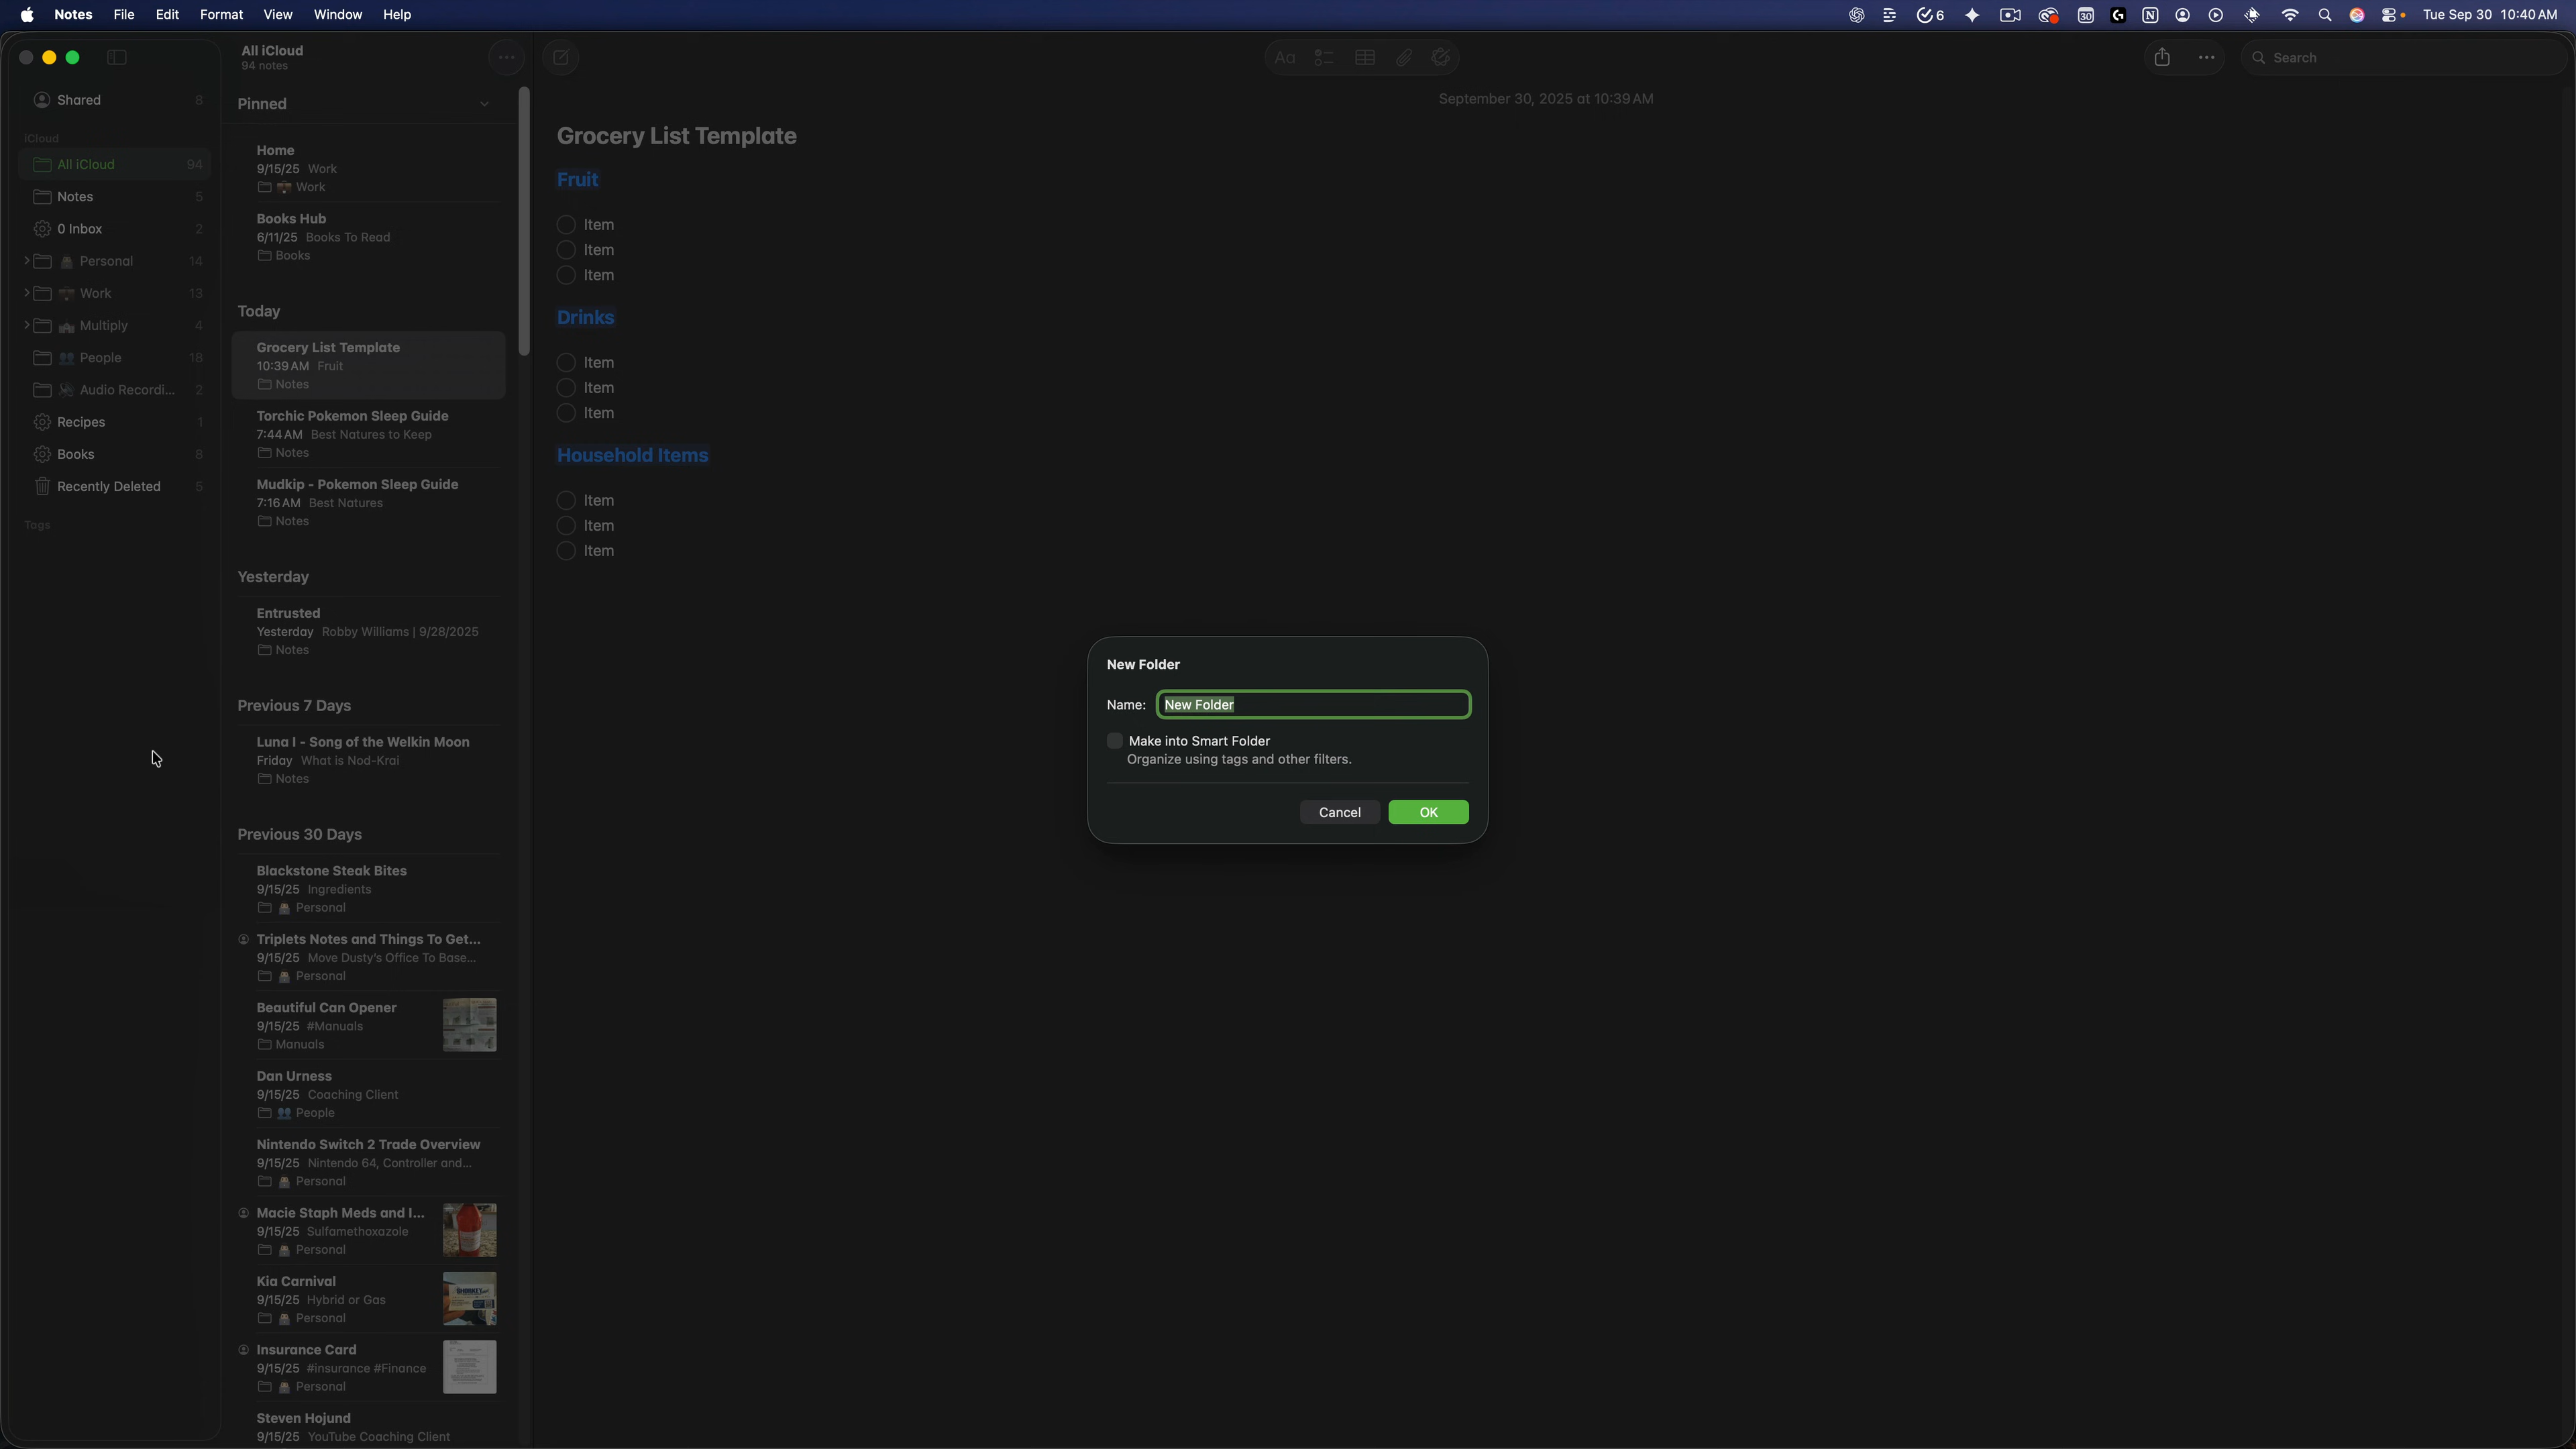 Notes File Edit Format View Window Help
6
30
Tue Sep 30 10:40 AM
All iCloud
94 notes
Aa
Search
Shared 8
iCloud
All iCloud 94
Notes 5
0 Inbox 2
Personal 14
Work 13
Multiply 4
People 18
Audio Recordi... 2
Recipes 1
Books 8
Recently Deleted 5
Tags
Pinned
Home
9/15/25 Work
Work
Books Hub
6/11/25 Books To Read
Books
Today
Grocery List Template
10:39 AM Fruit
Notes
Torchic Pokemon Sleep Guide
7:44 AM Best Natures to Keep
Notes
Mudkip - Pokemon Sleep Guide
7:16 AM Best Natures
Notes
Yesterday
Entrusted
Yesterday Robby Williams | 9/28/2025
Notes
Previous 7 Days
Luna I - Song of the Welkin Moon
Friday What is Nod-Krai
Notes
Previous 30 Days
Blackstone Steak Bites
9/15/25 Ingredients
Personal
Triplets Notes and Things To Get...
9/15/25 Move Dusty's Office To Base...
Personal
Beautiful Can Opener
9/15/25 #Manuals
Manuals
Dan Urness
9/15/25 Coaching Client
People
Nintendo Switch 2 Trade Overview
9/15/25 Nintendo 64, Controller and...
Personal
Macie Staph Meds and I...
9/15/25 Sulfamethoxazole
Personal
Kia Carnival
9/15/25 Hybrid or Gas
Personal
Insurance Card
9/15/25 #insurance #Finance
Personal
Steven Hojund
9/15/25 YouTube Coaching Client
September 30, 2025 at 10:39 AM
Grocery List Template
Fruit
Item
Item
Item
Drinks
Item
Item
Item
Household Items
Item
Item
Item
New Folder
Name: New Folder
Make into Smart Folder
Organize using tags and other filters.
Cancel OK